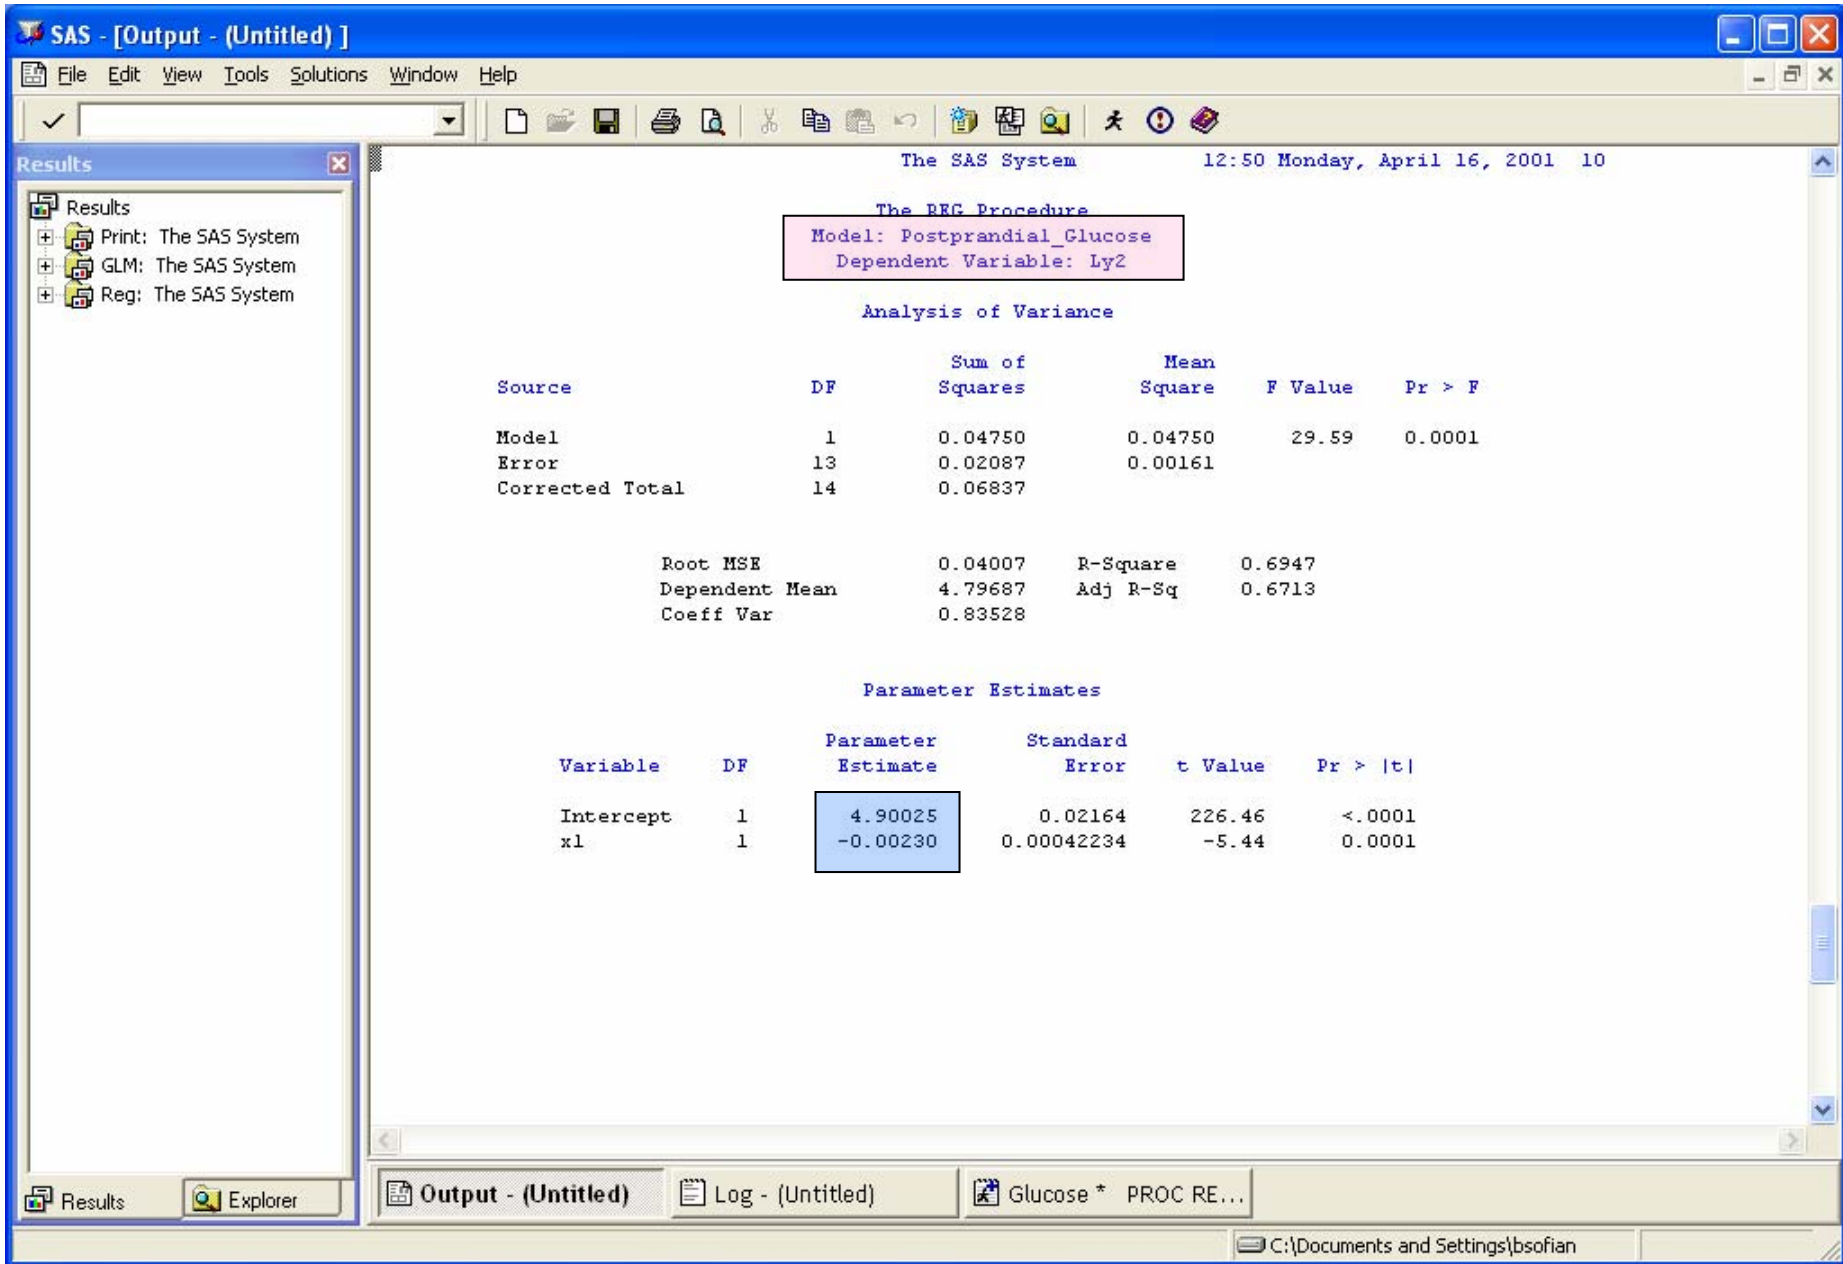 SAS - [Output - (Untitled) ]
File Edit View Tools Solutions Window Help
Results
Results
Print: The SAS System
GLM: The SAS System
Reg: The SAS System
The SAS System 12:50 Monday, April 16, 2001 10
The REG Procedure
Model: Postprandial_Glucose
Dependent Variable: Ly2
Analysis of Variance
Sum of Mean
Source DF Squares Square F Value Pr > F
Model 1 0.04750 0.04750 29.59 0.0001
Error 13 0.02087 0.00161
Corrected Total 14 0.06837
Root MSE 0.04007 R-Square 0.6947
Dependent Mean 4.79687 Adj R-Sq 0.6713
Coeff Var 0.83528
Parameter Estimates
Parameter Standard
Variable DF Estimate Error t Value Pr > |t|
Intercept 1 4.90025 0.02164 226.46 <.0001
x1 1 -0.00230 0.00042234 -5.44 0.0001
Results Explorer
Output - (Untitled) Log - (Untitled) Glucose * PROC RE...
C:\Documents and Settings\bsofian